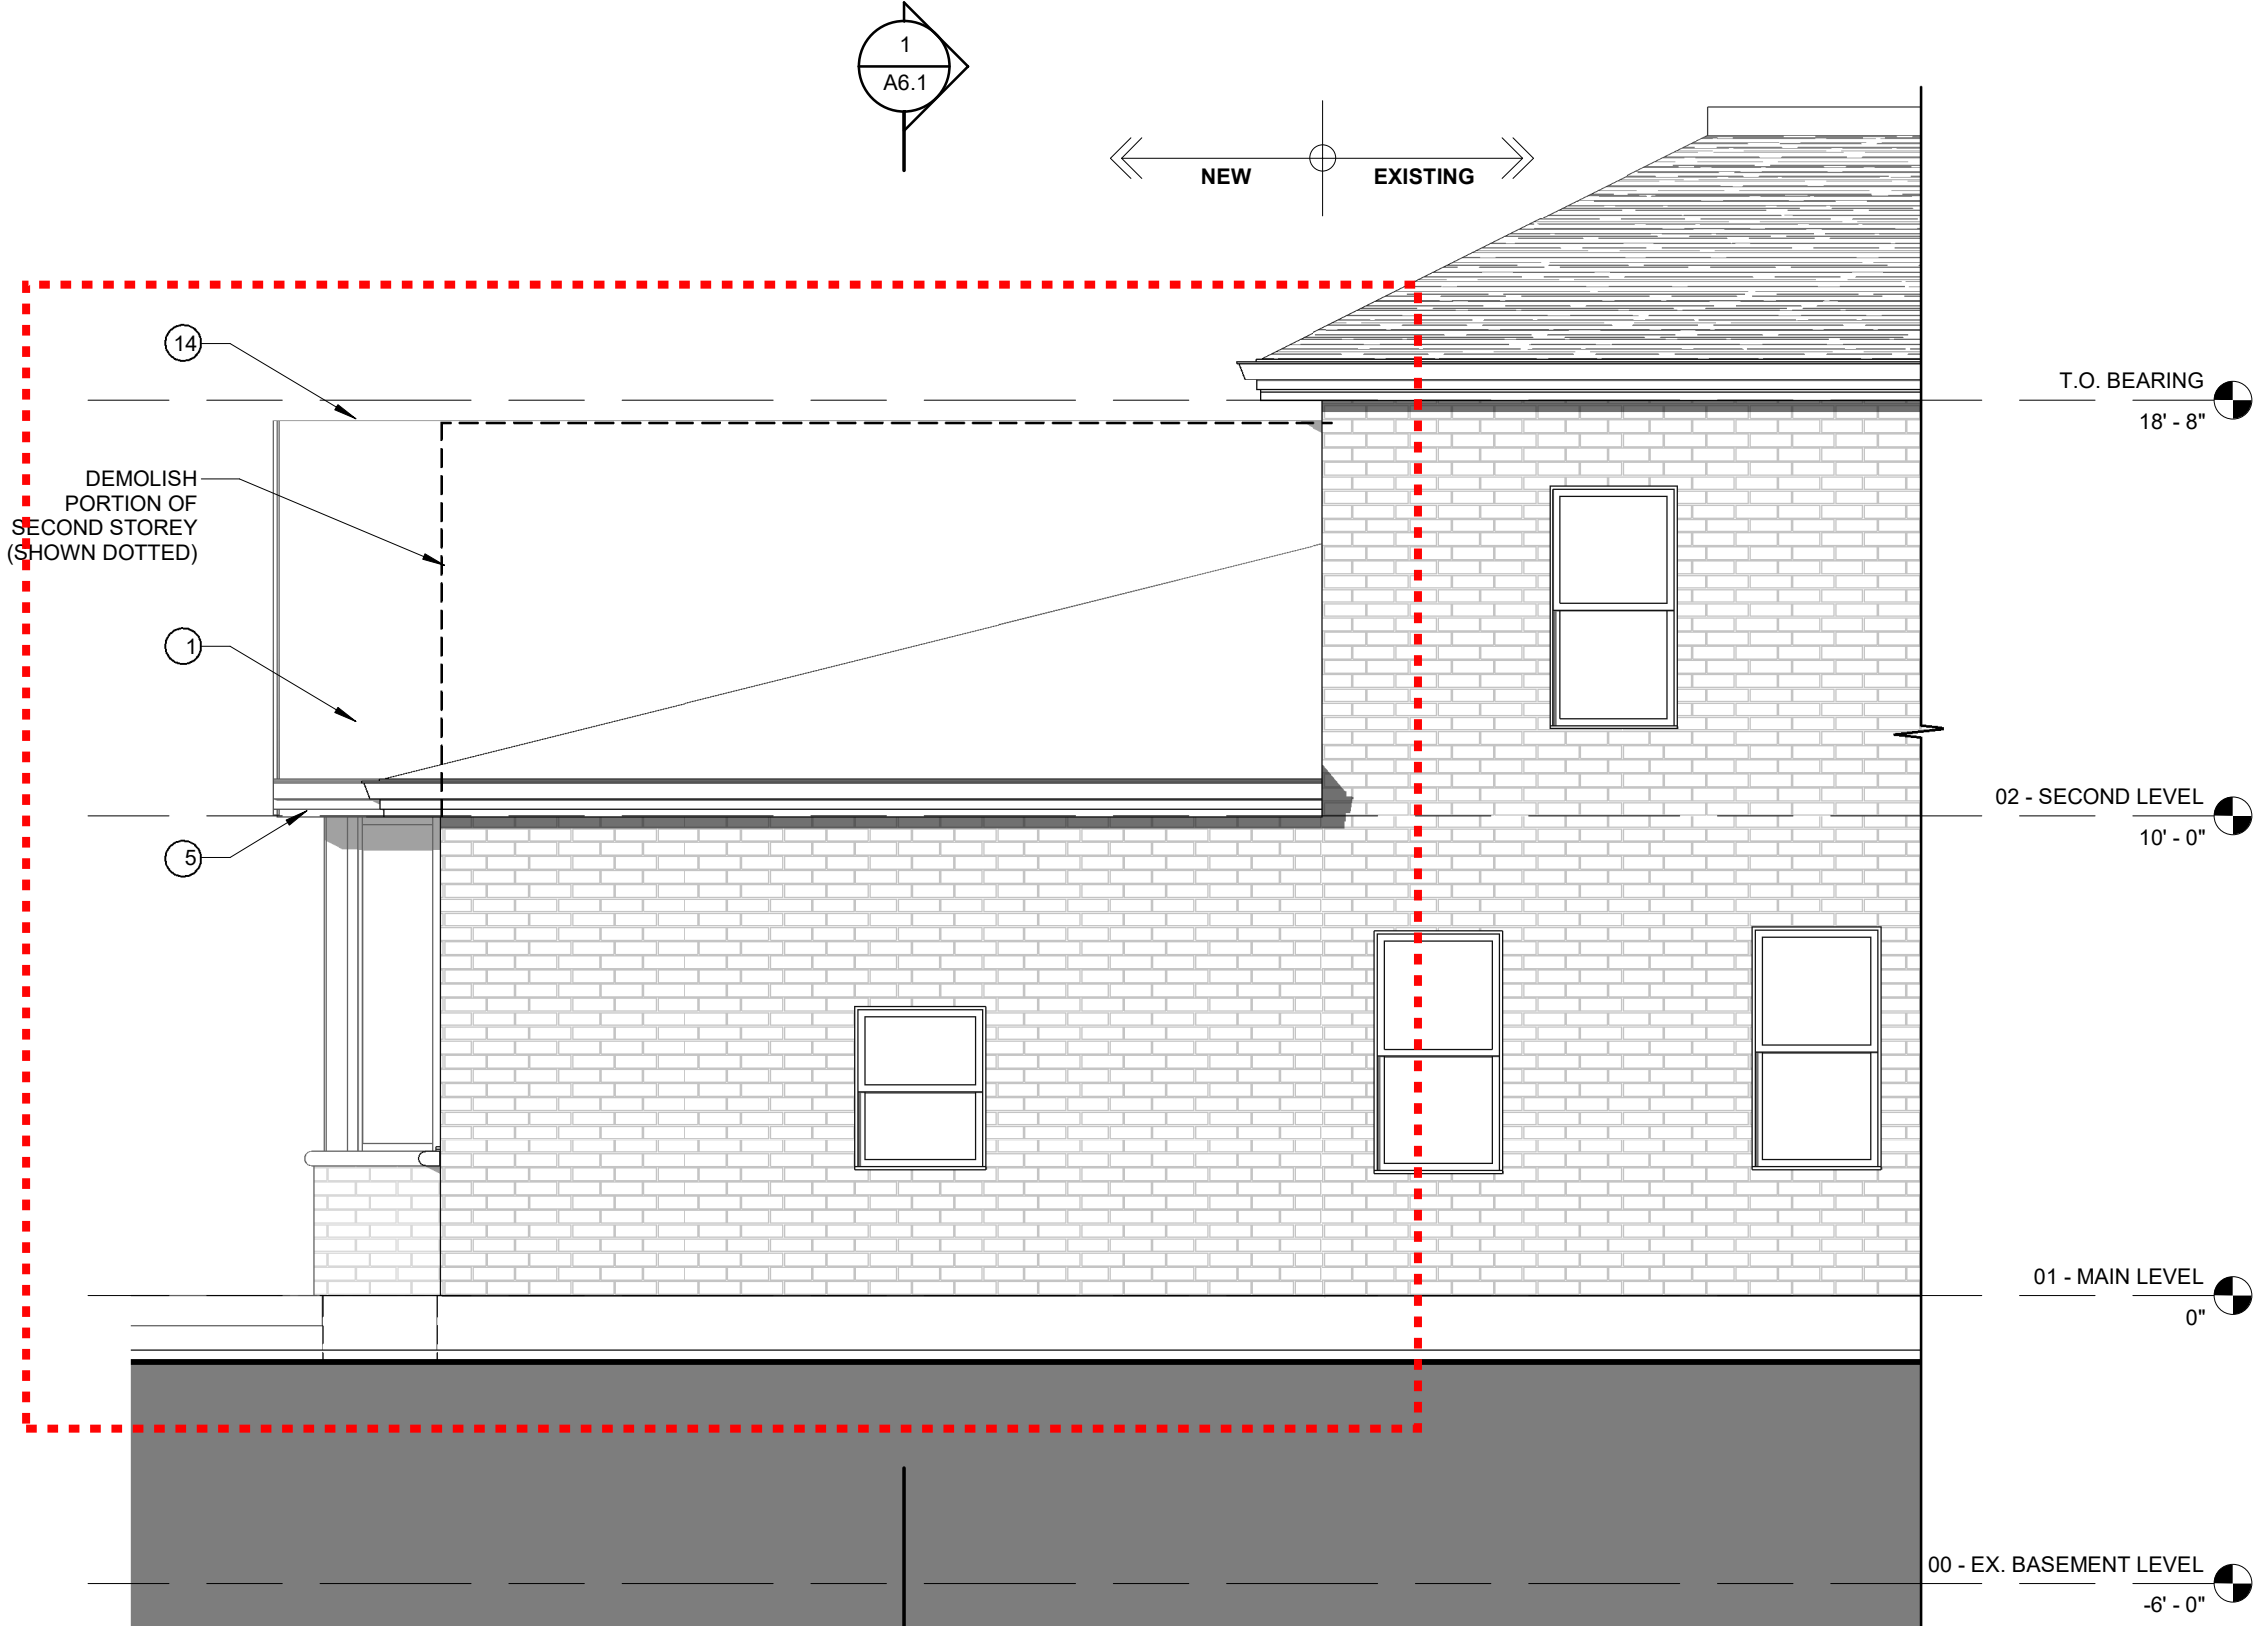 1
A6.1
NEW
EXISTING
14
T.O. BEARING
18' - 8"
DEMOLISH
PORTION OF
SECOND STOREY
(SHOWN DOTTED)
1
02 - SECOND LEVEL
10' - 0"
5
01 - MAIN LEVEL
0"
00 - EX. BASEMENT LEVEL
-6' - 0"